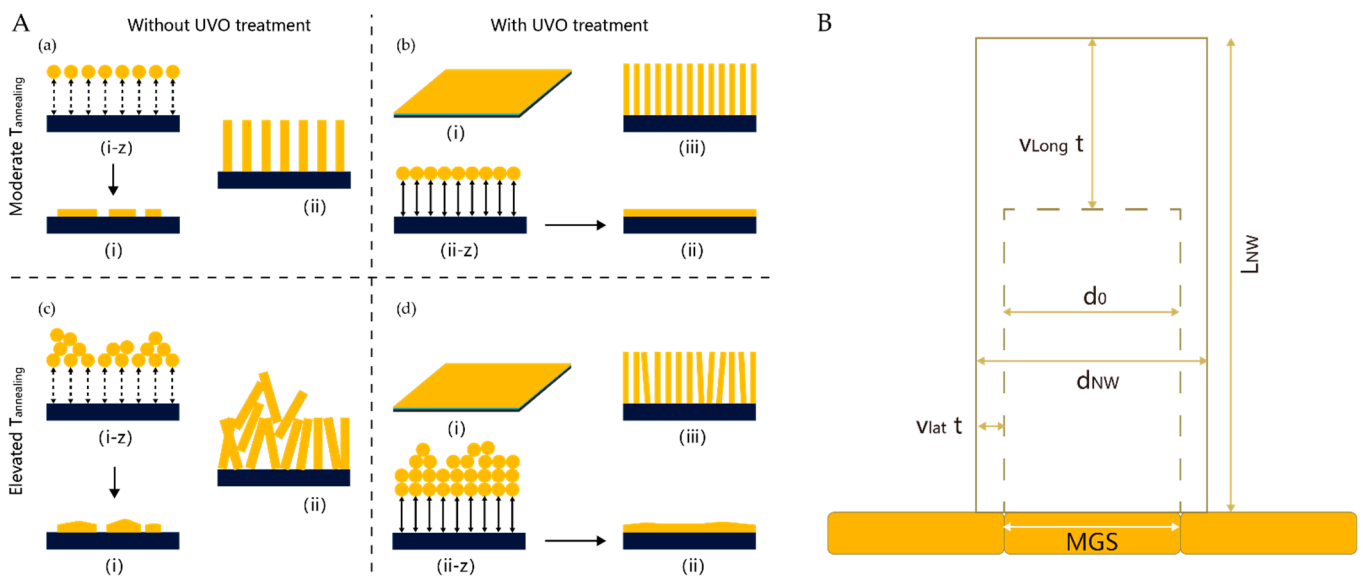 A
Without UVO treatment
With UVO treatment
Moderate Tannealing
(a)
(i-z)
(i)
(ii)
(b)
(i)
(iii)
(ii-z)
(ii)
Elevated Tannealing
(c)
(i-z)
(i)
(ii)
(d)
(i)
(iii)
(ii-z)
(ii)
B
vLong t
LNW
d0
dNW
vlat t
MGS